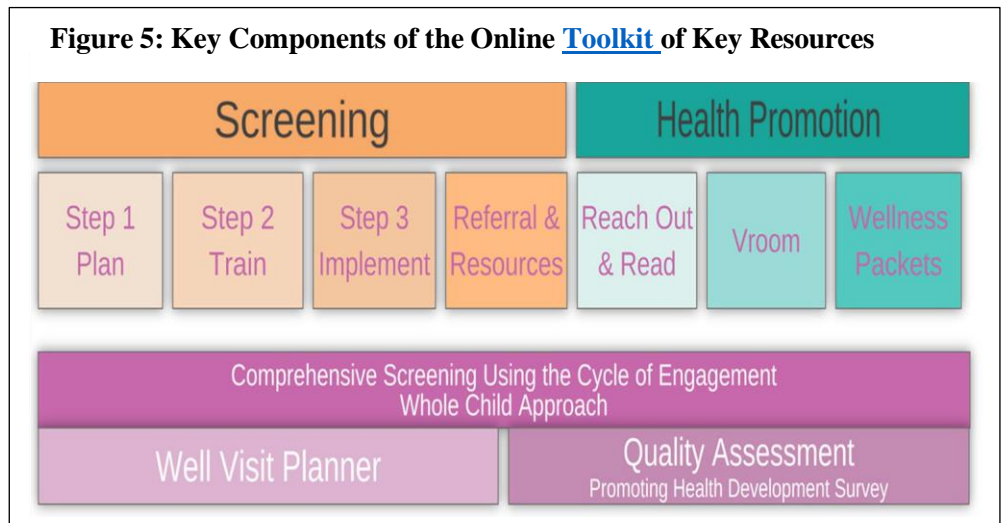 Figure 5: Key Components of the Online Toolkit of Key Resources
Screening
Health Promotion
Step 1
Plan
Step 2
Train
Step 3
Implement
Referral &
Resources
Reach Out
& Read
Vroom
Wellness
Packets
Comprehensive Screening Using the Cycle of Engagement
Whole Child Approach
Well Visit Planner
Quality Assessment
Promoting Health Development Survey